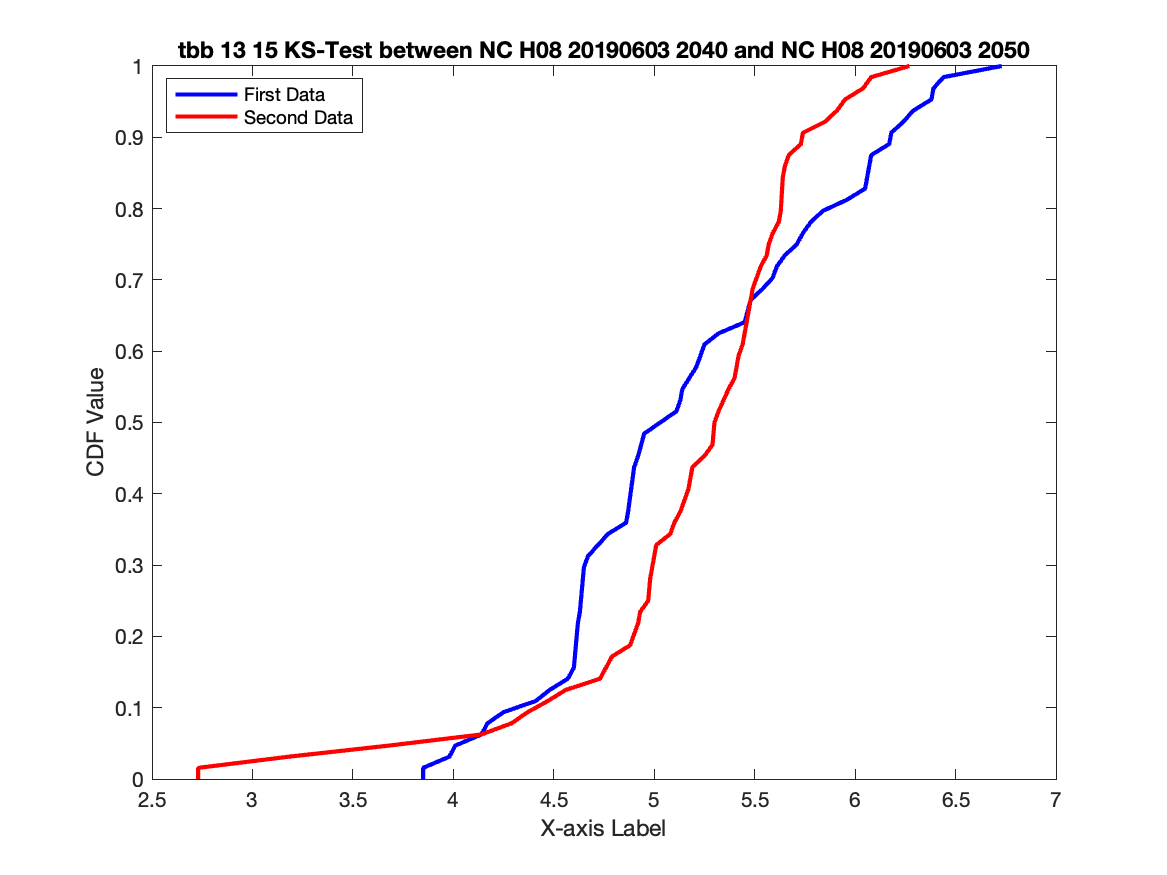 tbb 13 15 KS-Test between NC H08 20190603 2040 and NC H08 20190603 2050
First Data
Second Data
1
0.9
0.8
0.7
0.6
0.5
0.4
0.3
0.2
0.1
0
CDF Value
2.5 3 3.5 4 4.5 5 5.5 6 6.5 7
X-axis Label